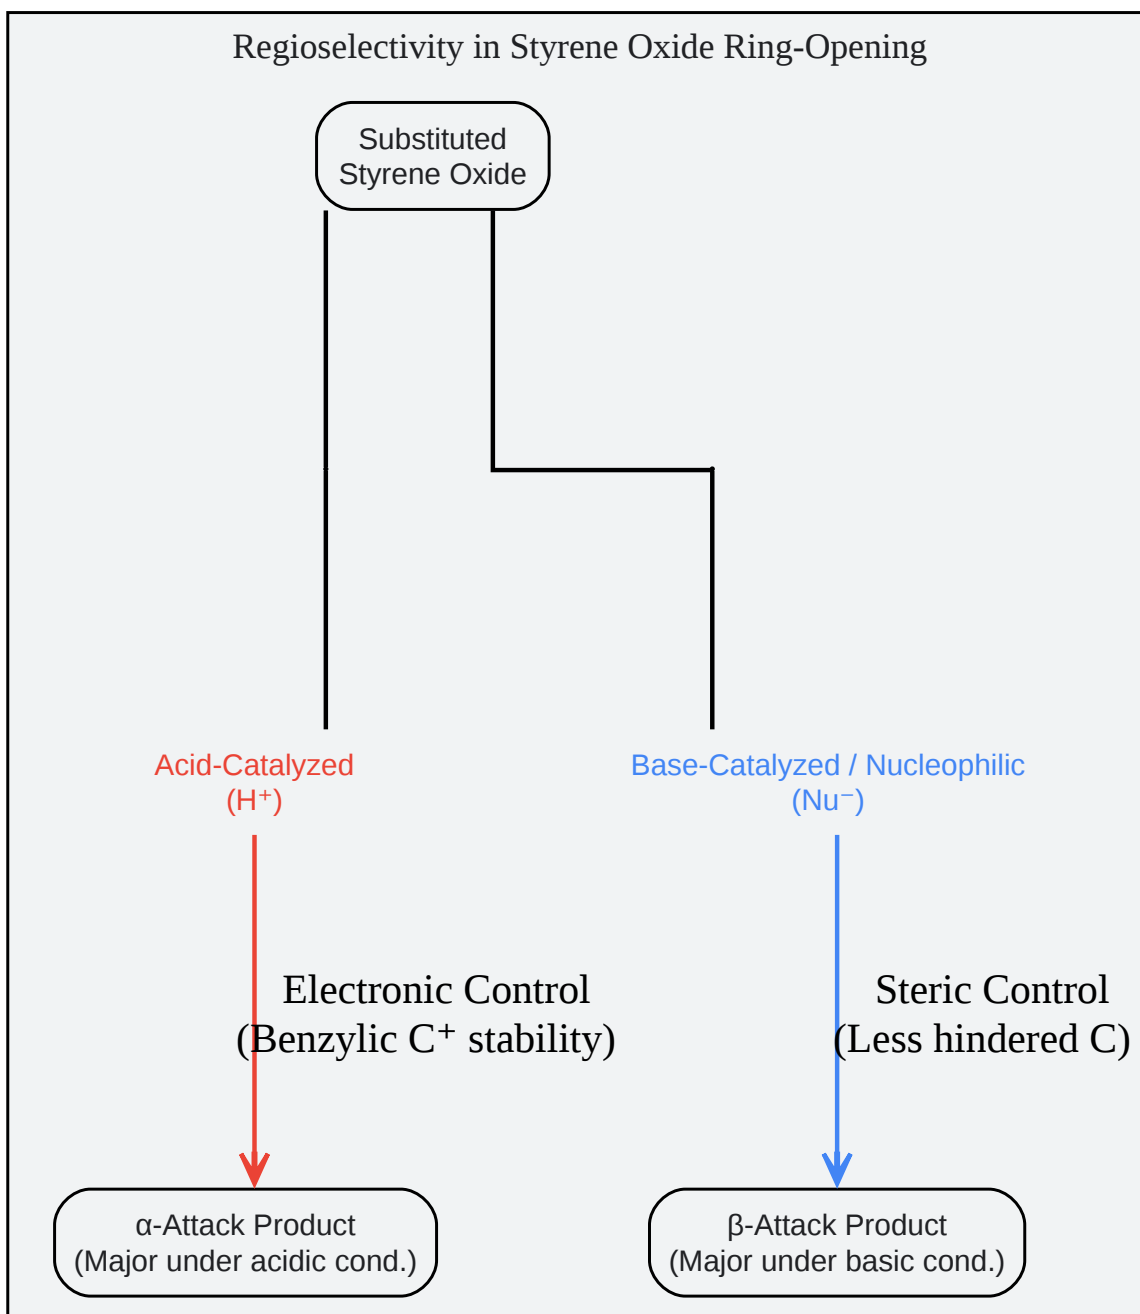 Regioselectivity in Styrene Oxide Ring-Opening
Substituted
Styrene Oxide
Acid-Catalyzed
(H⁺)
Base-Catalyzed / Nucleophilic
(Nu⁻)
Electronic Control
(Benzylic C⁺ stability)
Steric Control
(Less hindered C)
α-Attack Product
(Major under acidic cond.)
β-Attack Product
(Major under basic cond.)